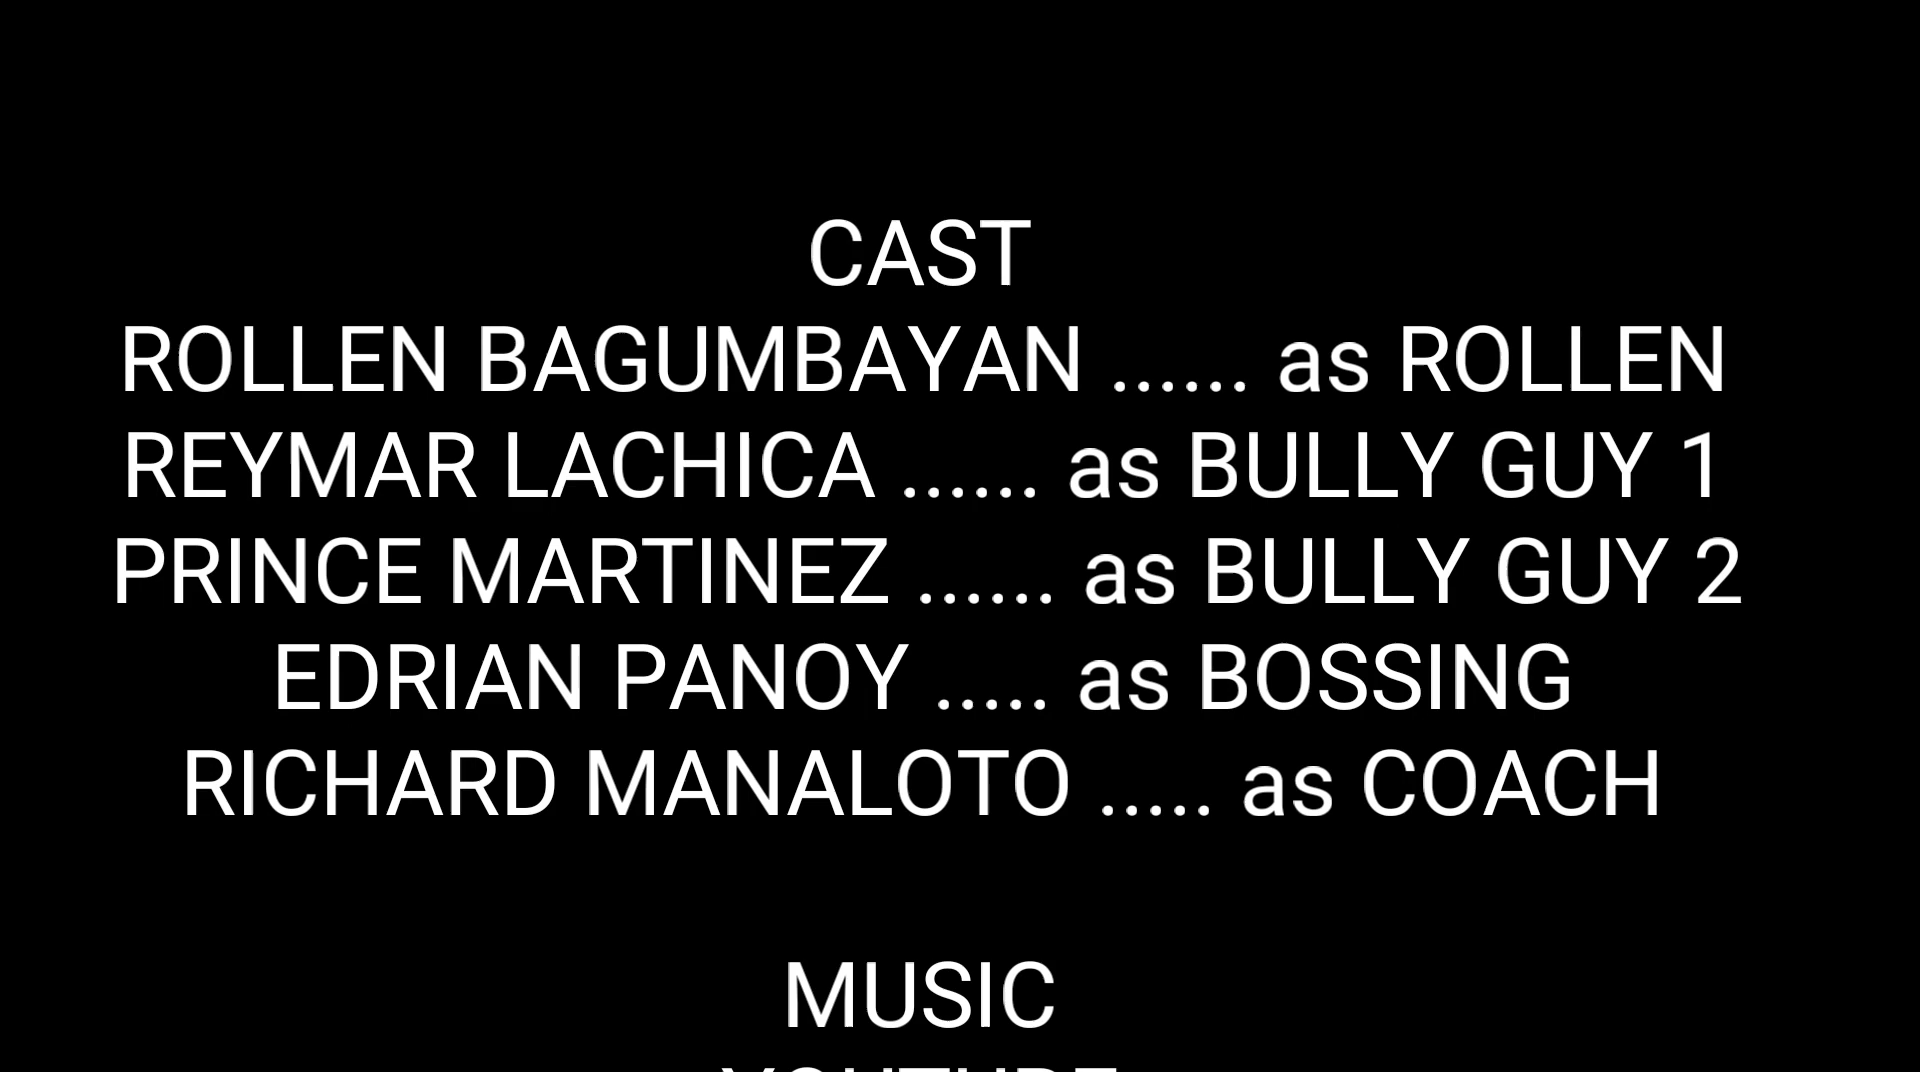 CAST
ROLLEN BAGUMBAYAN ...... as ROLLEN
REYMAR LACHICA ...... as BULLY GUY 1
PRINCE MARTINEZ ...... as BULLY GUY 2
EDRIAN PANOY ..... as BOSSING
RICHARD MANALOTO ..... as COACH
MUSIC
YOUTUBE